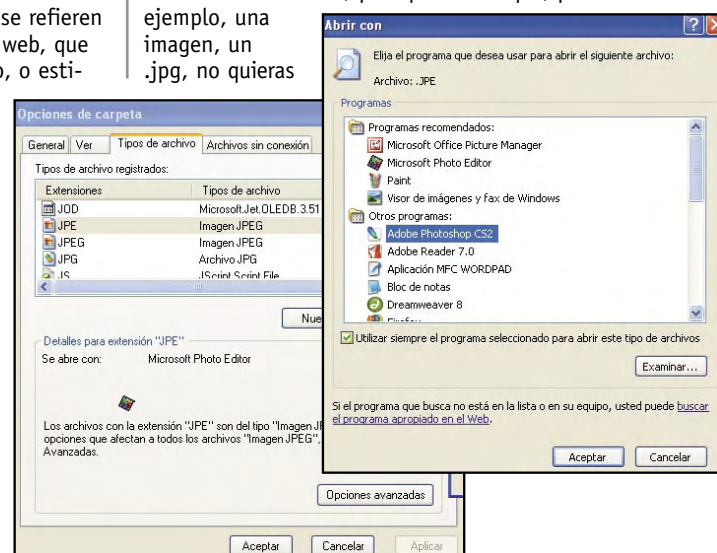 se refieren
web, que
o, o esti-
ejemplo, una
imagen, un
.jpg, no quieras
Opciones de carpeta
General Ver Tipos de archivo Archivos sin conexión
Tipos de archivo registrados:
Extensiones Tipos de archivo
JOD Microsoft.Jet.OLEDB.3.51
JPE Imagen JPEG
JPEG Imagen JPEG
JPG Archivo JPG
JS JScript Script File
Nue
Detalles para extensión "JPE"
Se abre con: Microsoft Photo Editor
Los archivos con la extensión "JPE" son del tipo "Imagen J
opciones que afectan a todos los archivos "Imagen JPEG",
Avanzadas.
Opciones avanzadas
Aceptar Cancelar Aplicar
Abrir con
Elija el programa que desea usar para abrir el siguiente archivo:
Archivo: .JPE
Programas
Programas recomendados:
Microsoft Office Picture Manager
Microsoft Photo Editor
Paint
Visor de imágenes y fax de Windows
Otros programas:
Adobe Photoshop CS2
Adobe Reader 7.0
Aplicación MFC WORDPAD
Bloc de notas
Dreamweaver 8
Firefox
Utilizar siempre el programa seleccionado para abrir este tipo de archivos
Examinar...
Si el programa que busca no está en la lista o en su equipo, usted puede buscar
el programa apropiado en el Web.
Aceptar Cancelar